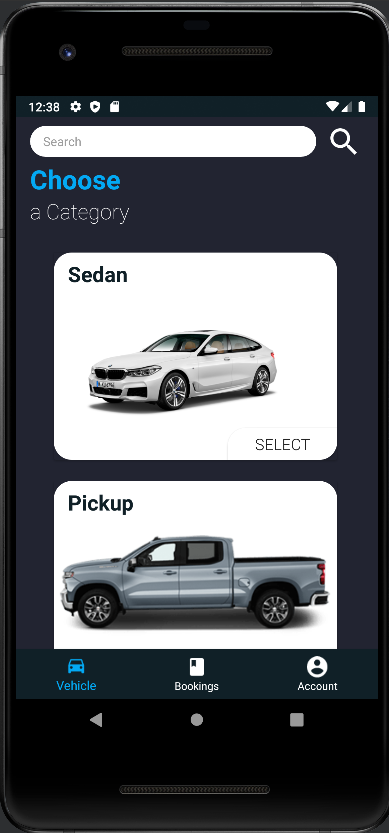 12:38
Search
Choose
a Category
Sedan
SELECT
Pickup
Vehicle
Bookings
Account